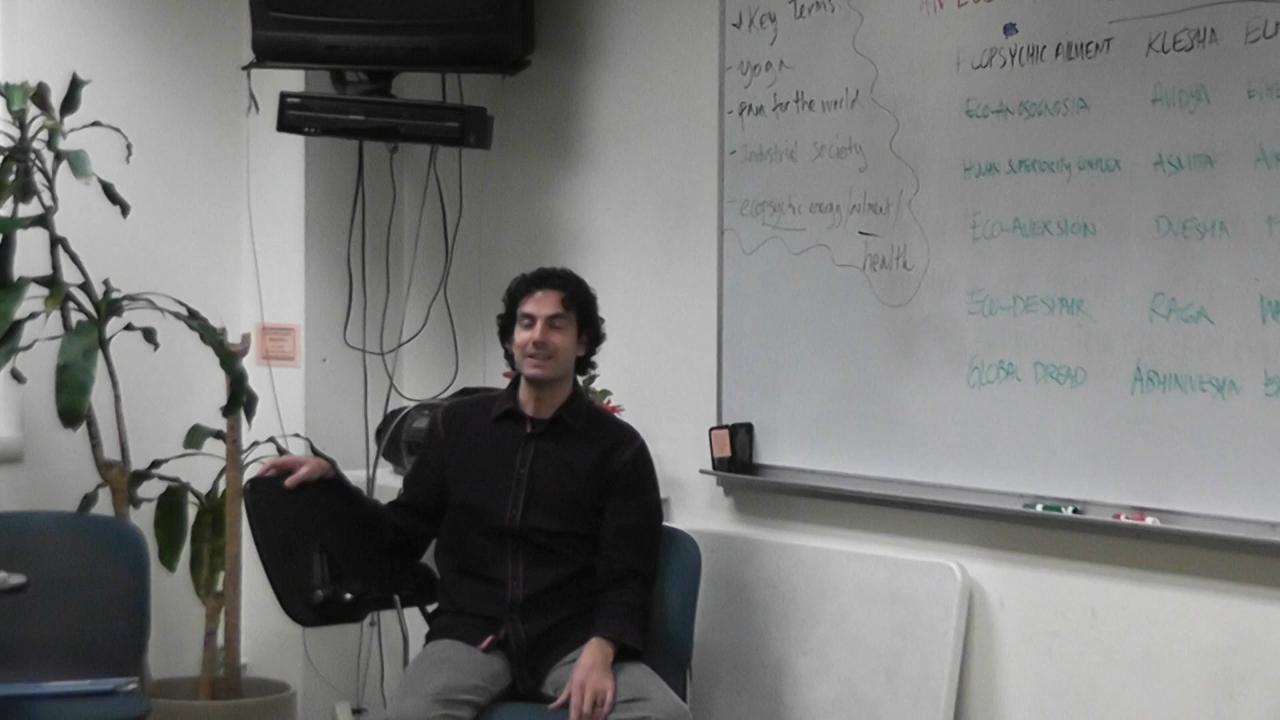 Key Terms
- yoga
- pain for the world
- Industrial Society
- ecopsychic energy/ailment/
health
ECOPSYCHIC AILMENT KLESHA
ECO-ANOSOGNOSIA AVIDYA
HUMAN SUPERIORITY COMPLEX ASMITA
ECO-AVERSION DVESHA
ECO-DESPAIR RAGA
GLOBAL DREAD ABHINIVESHA